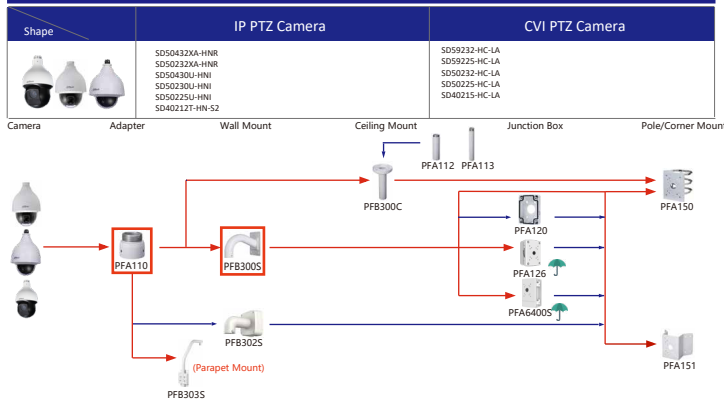 Shape
IP PTZ Camera
CVI PTZ Camera
SD50432XA-HNR
SD50232XA-HNR
SD50430U-HNI
SD50230U-HNI
SD50225U-HNI
SD40212T-HN-S2
SD59232-HC-LA
SD59225-HC-LA
SD50232-HC-LA
SD50225-HC-LA
SD40215-HC-LA
Camera
Adapter
Wall Mount
Ceiling Mount
Junction Box
Pole/Corner Moun
PFA112
PFA113
PFB300C
PFA150
PFA120
PFA110
PFB300S
PFA126
PFA6400S
PFB302S
PFA151
(Parapet Mount)
PFB303S